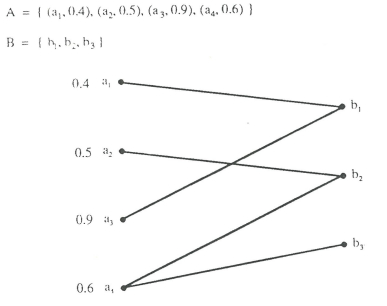 A = { (a₁, 0.4), (a₂, 0.5), (a₃, 0.9), (a₄, 0.6) }
B = { b₁, b₂, b₃ }
0.4 a₁
b₁
0.5 a₂
b₂
0.9 a₃
b₃
0.6 a₄